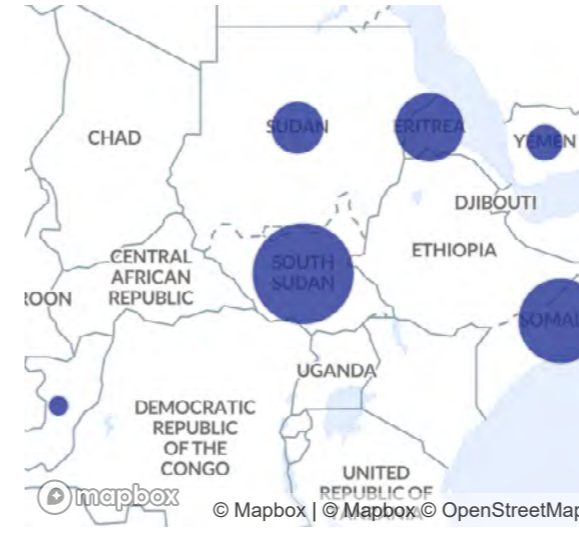 SUDAN
ERITREA
YEMEN
CHAD
DJIBOUTI
ETHIOPIA
CENTRAL
AFRICAN
REPUBLIC
SOUTH
SUDAN
ROON
SOMAL
UGANDA
DEMOCRATIC
REPUBLIC
OF THE
CONGO
UNITED
REPUBLIC OF
TANZANIA
mapbox
© Mapbox | © Mapbox © OpenStreetMap